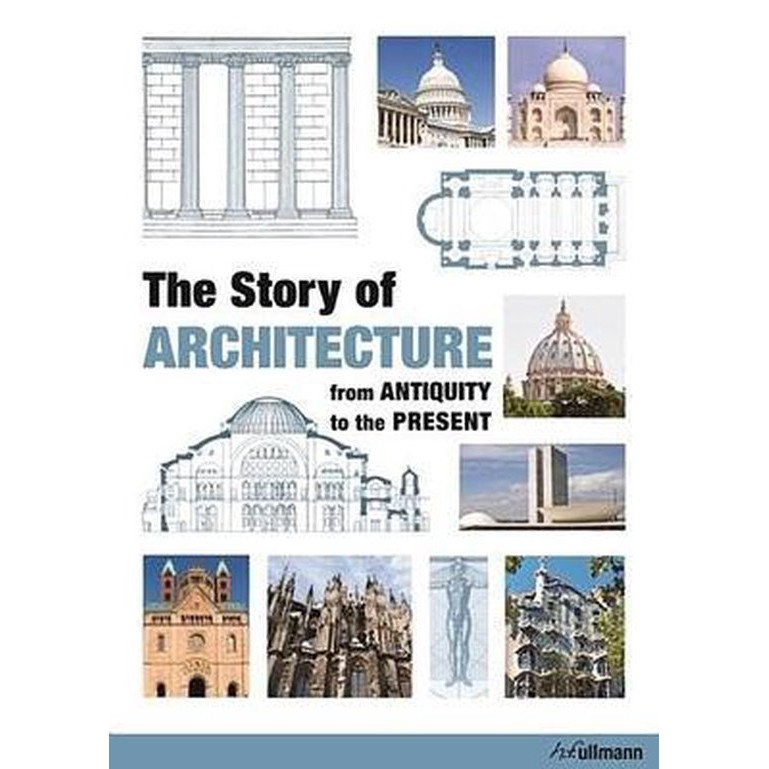 The Story of
ARCHITECTURE
from ANTIQUITY
to the PRESENT
h.f.ullmann